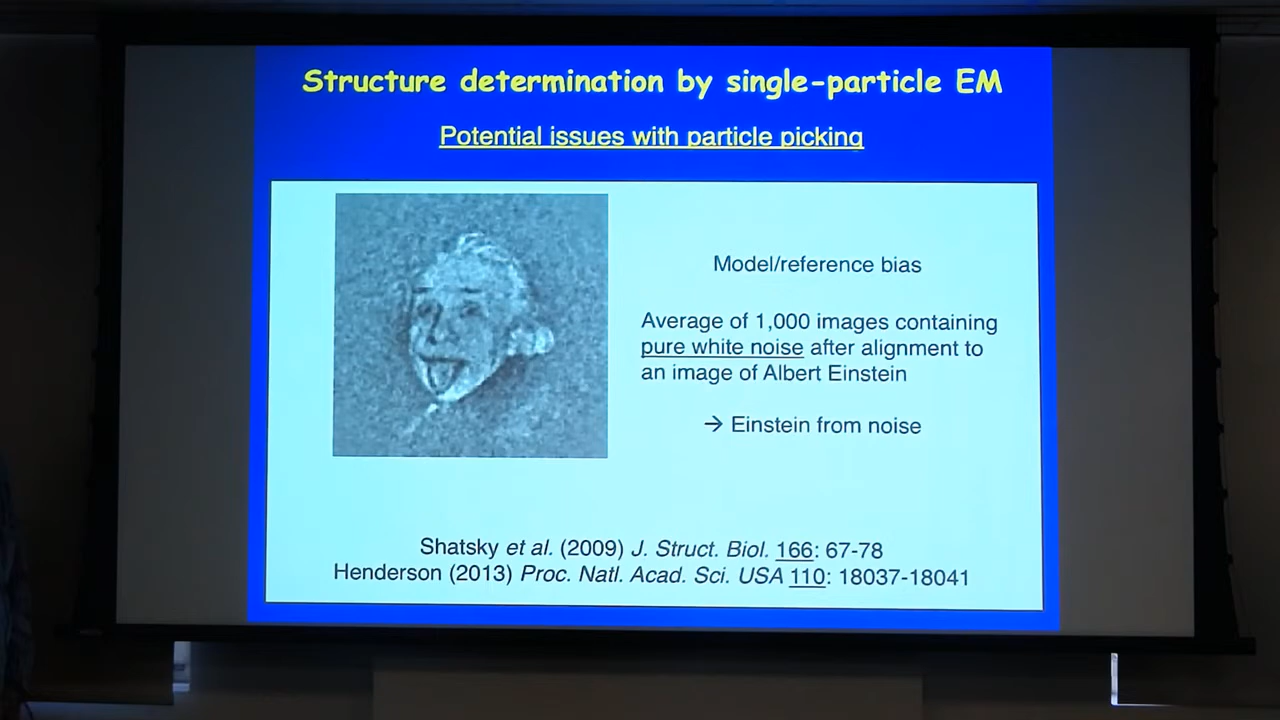 Structure determination by single-particle EM
Potential issues with particle picking
Model/reference bias
Average of 1,000 images containing
pure white noise after alignment to
an image of Albert Einstein
→ Einstein from noise
Shatsky et al. (2009) J. Struct. Biol. 166: 67-78
Henderson (2013) Proc. Natl. Acad. Sci. USA 110: 18037-18041